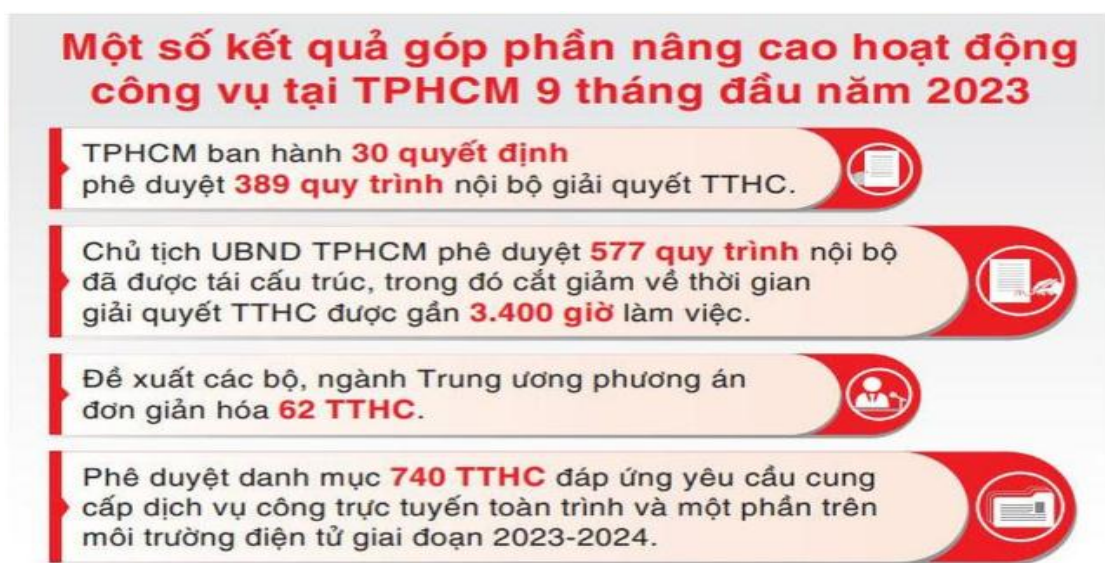 Một số kết quả góp phần nâng cao hoạt động
công vụ tại TPHCM 9 tháng đầu năm 2023
TPHCM ban hành 30 quyết định
phê duyệt 389 quy trình nội bộ giải quyết TTHC.
Chủ tịch UBND TPHCM phê duyệt 577 quy trình nội bộ
đã được tái cấu trúc, trong đó cắt giảm về thời gian
giải quyết TTHC được gần 3.400 giờ làm việc.
Đề xuất các bộ, ngành Trung ương phương án
đơn giản hóa 62 TTHC.
Phê duyệt danh mục 740 TTHC đáp ứng yêu cầu cung
cấp dịch vụ công trực tuyến toàn trình và một phần trên
môi trường điện tử giai đoạn 2023-2024.